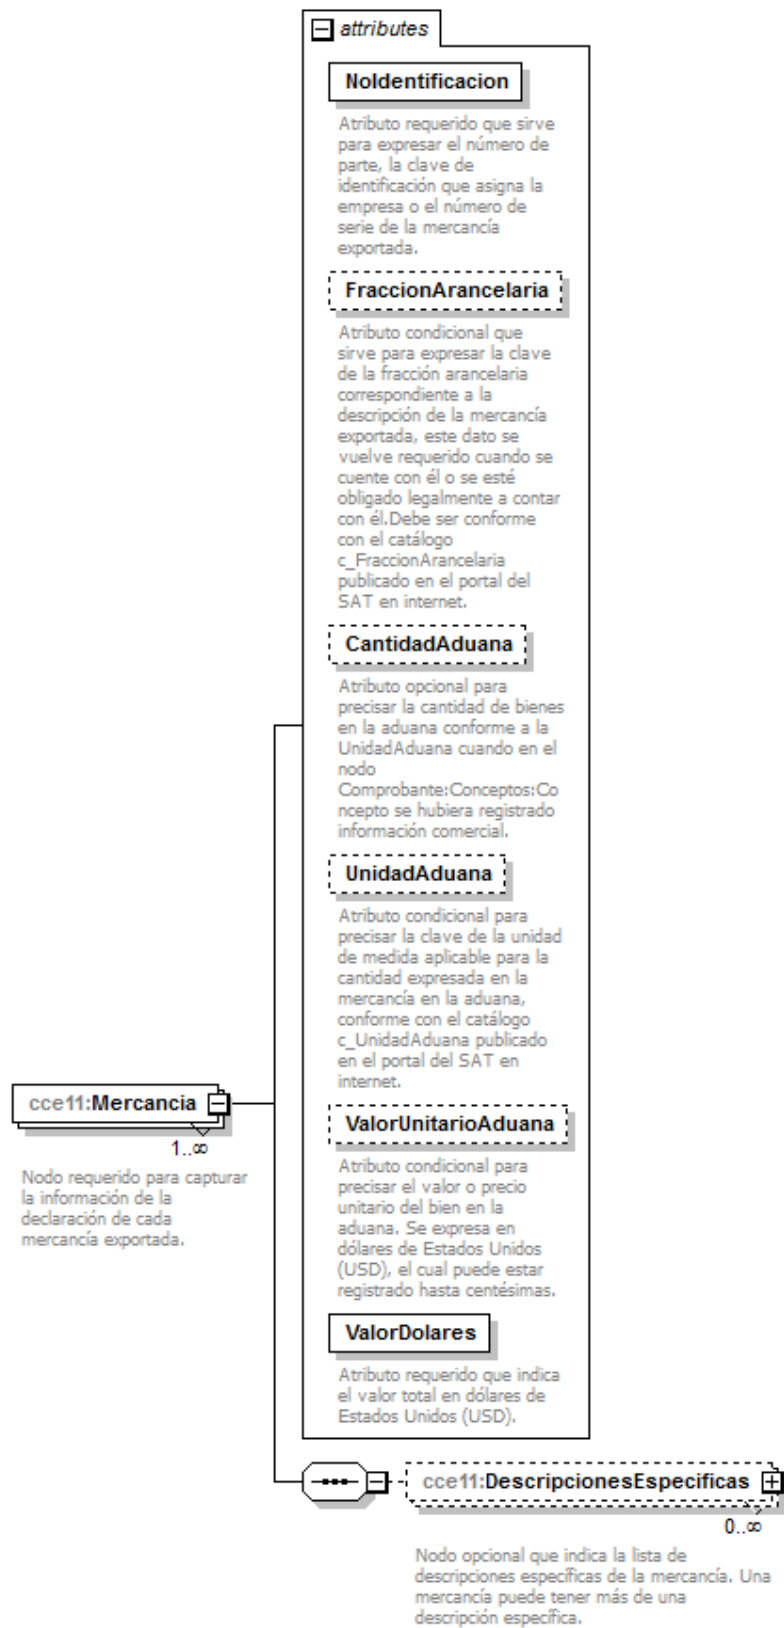 attributes
NoIdentificacion
Atributo requerido que sirve
para expresar el número de
parte, la clave de
identificación que asigna la
empresa o el número de
serie de la mercancía
exportada.
FraccionArancelaria
Atributo condicional que
sirve para expresar la clave
de la fracción arancelaria
correspondiente a la
descripción de la mercancía
exportada, este dato se
vuelve requerido cuando se
cuente con él o se esté
obligado legalmente a contar
con él.Debe ser conforme
con el catálogo
c_FraccionArancelaria
publicado en el portal del
SAT en internet.
CantidadAduana
Atributo opcional para
precisar la cantidad de bienes
en la aduana conforme a la
UnidadAduana cuando en el
nodo
Comprobante:Conceptos:Co
ncepto se hubiera registrado
información comercial.
UnidadAduana
Atributo condicional para
precisar la clave de la unidad
de medida aplicable para la
cantidad expresada en la
mercancía en la aduana,
conforme con el catálogo
c_UnidadAduana publicado
en el portal del SAT en
internet.
cce11:Mercancia
1..∞
Nodo requerido para capturar
la información de la
declaración de cada
mercancía exportada.
ValorUnitarioAduana
Atributo condicional para
precisar el valor o precio
unitario del bien en la
aduana. Se expresa en
dólares de Estados Unidos
(USD), el cual puede estar
registrado hasta centésimas.
ValorDolares
Atributo requerido que indica
el valor total en dólares de
Estados Unidos (USD).
cce11:DescripcionesEspecificas
0..∞
Nodo opcional que indica la lista de
descripciones específicas de la mercancía. Una
mercancía puede tener más de una
descripción específica.